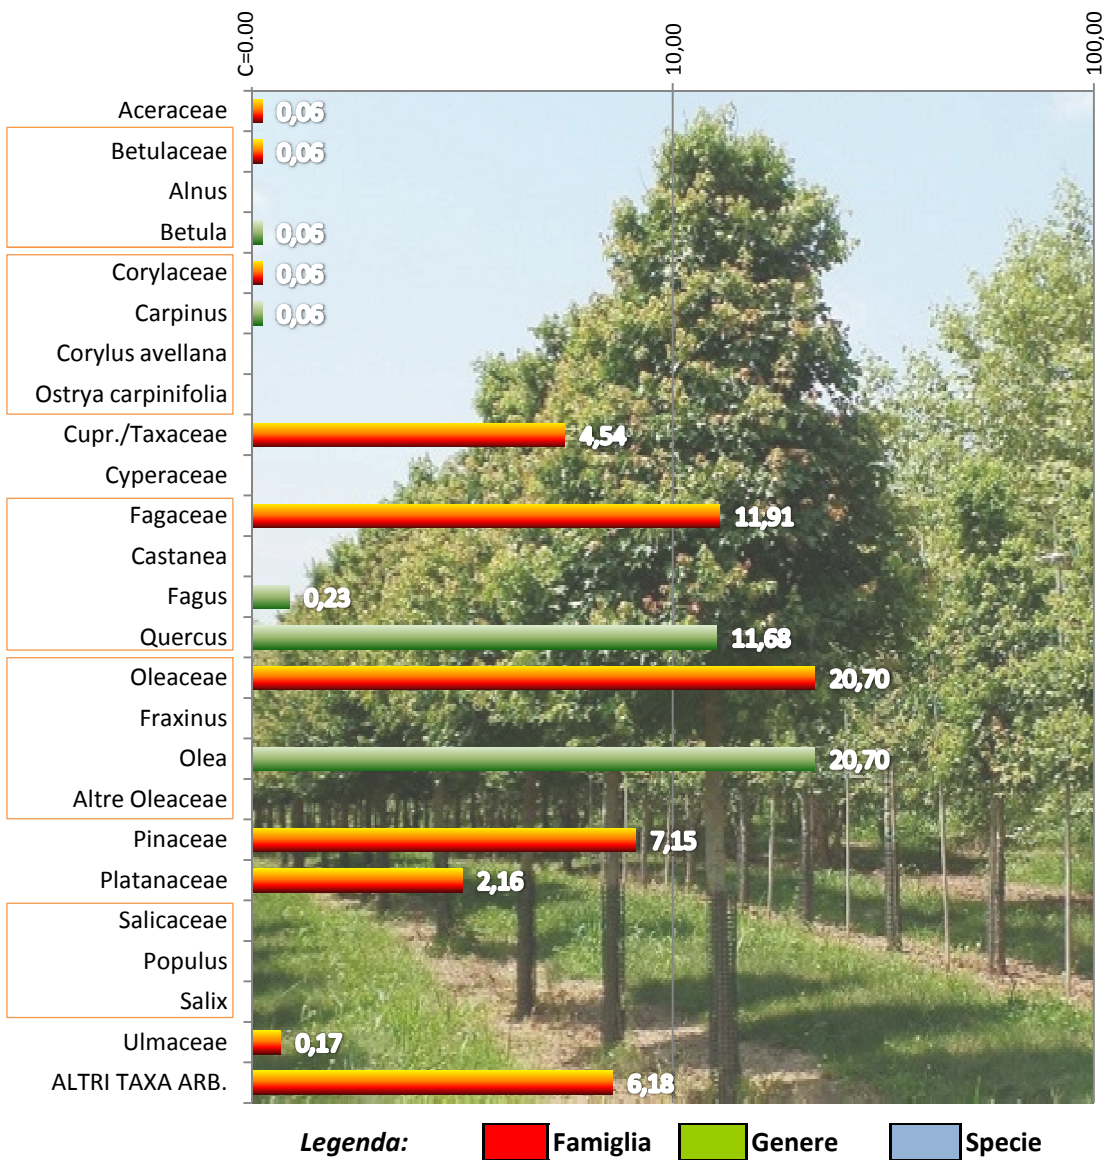 C=0.00
10,00
100,00
Aceraceae 0,06
Betulaceae 0,06
Alnus
Betula 0,06
Corylaceae 0,06
Carpinus 0,06
Corylus avellana
Ostrya carpinifolia
Cupr./Taxaceae 4,54
Cyperaceae
Fagaceae 11,91
Castanea
Fagus 0,23
Quercus 11,68
Oleaceae 20,70
Fraxinus
Olea 20,70
Altre Oleaceae
Pinaceae 7,15
Platanaceae 2,16
Salicaceae
Populus
Salix
Ulmaceae 0,17
ALTRI TAXA ARB. 6,18
Legenda: Famiglia Genere Specie